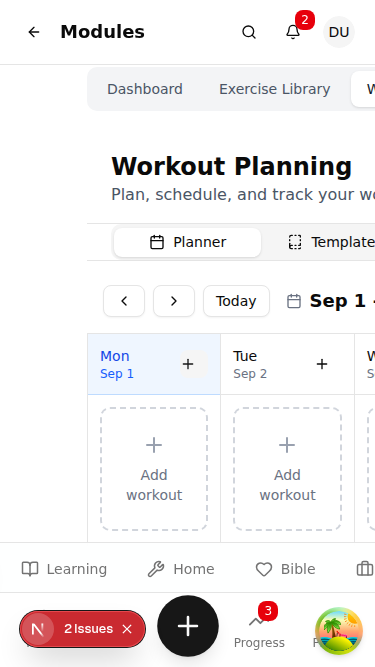 Modules
2
DU
Dashboard
Exercise Library
Workout Planning
Plan, schedule, and track your
Planner
Template
Today
Sep 1
Mon
Sep 1
Tue
Sep 2
Add
workout
Add
workout
Learning
Home
Bible
N
2 Issues
3
Progress